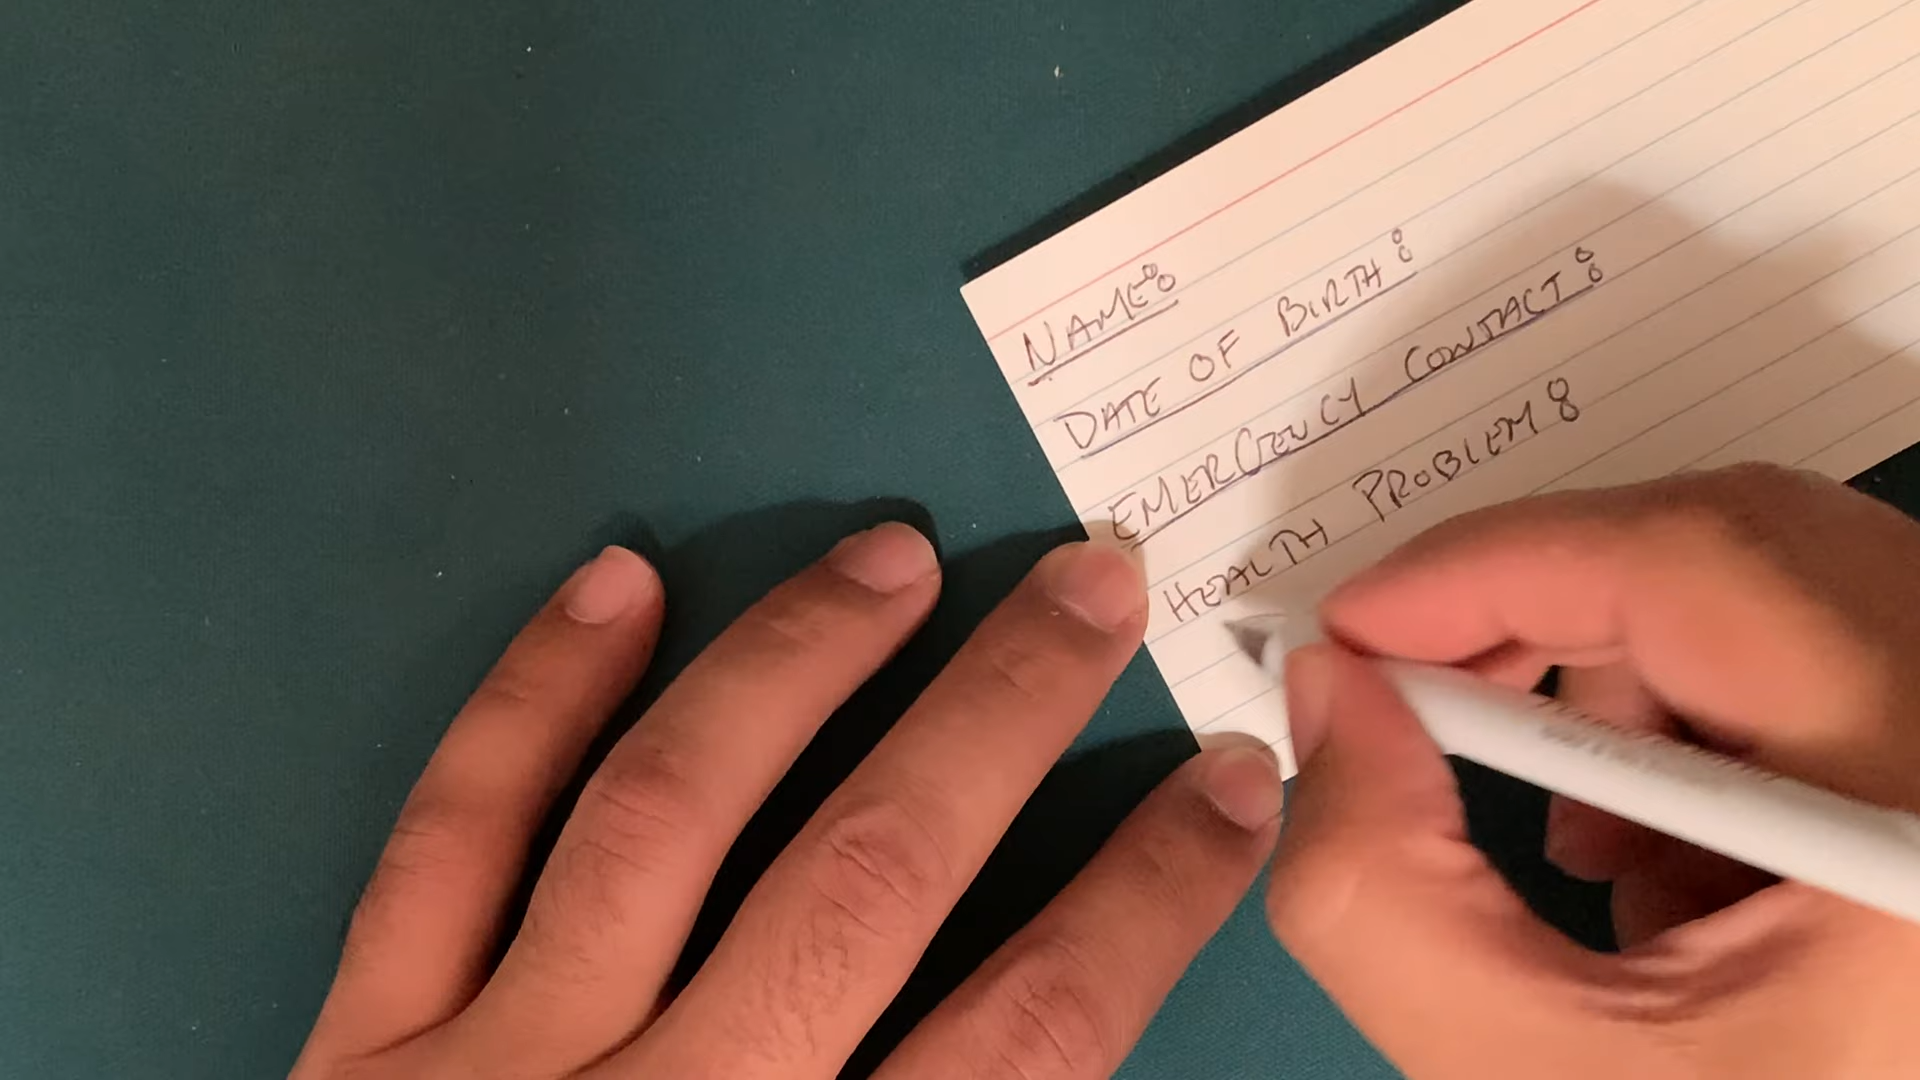 NAME:
DATE OF BIRTH:
EMERGENCY CONTACT:
HEALTH PROBLEM: